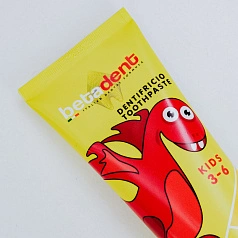 betadent
DENTIFRICIO
TOOTHPASTE
KIDS
3-6